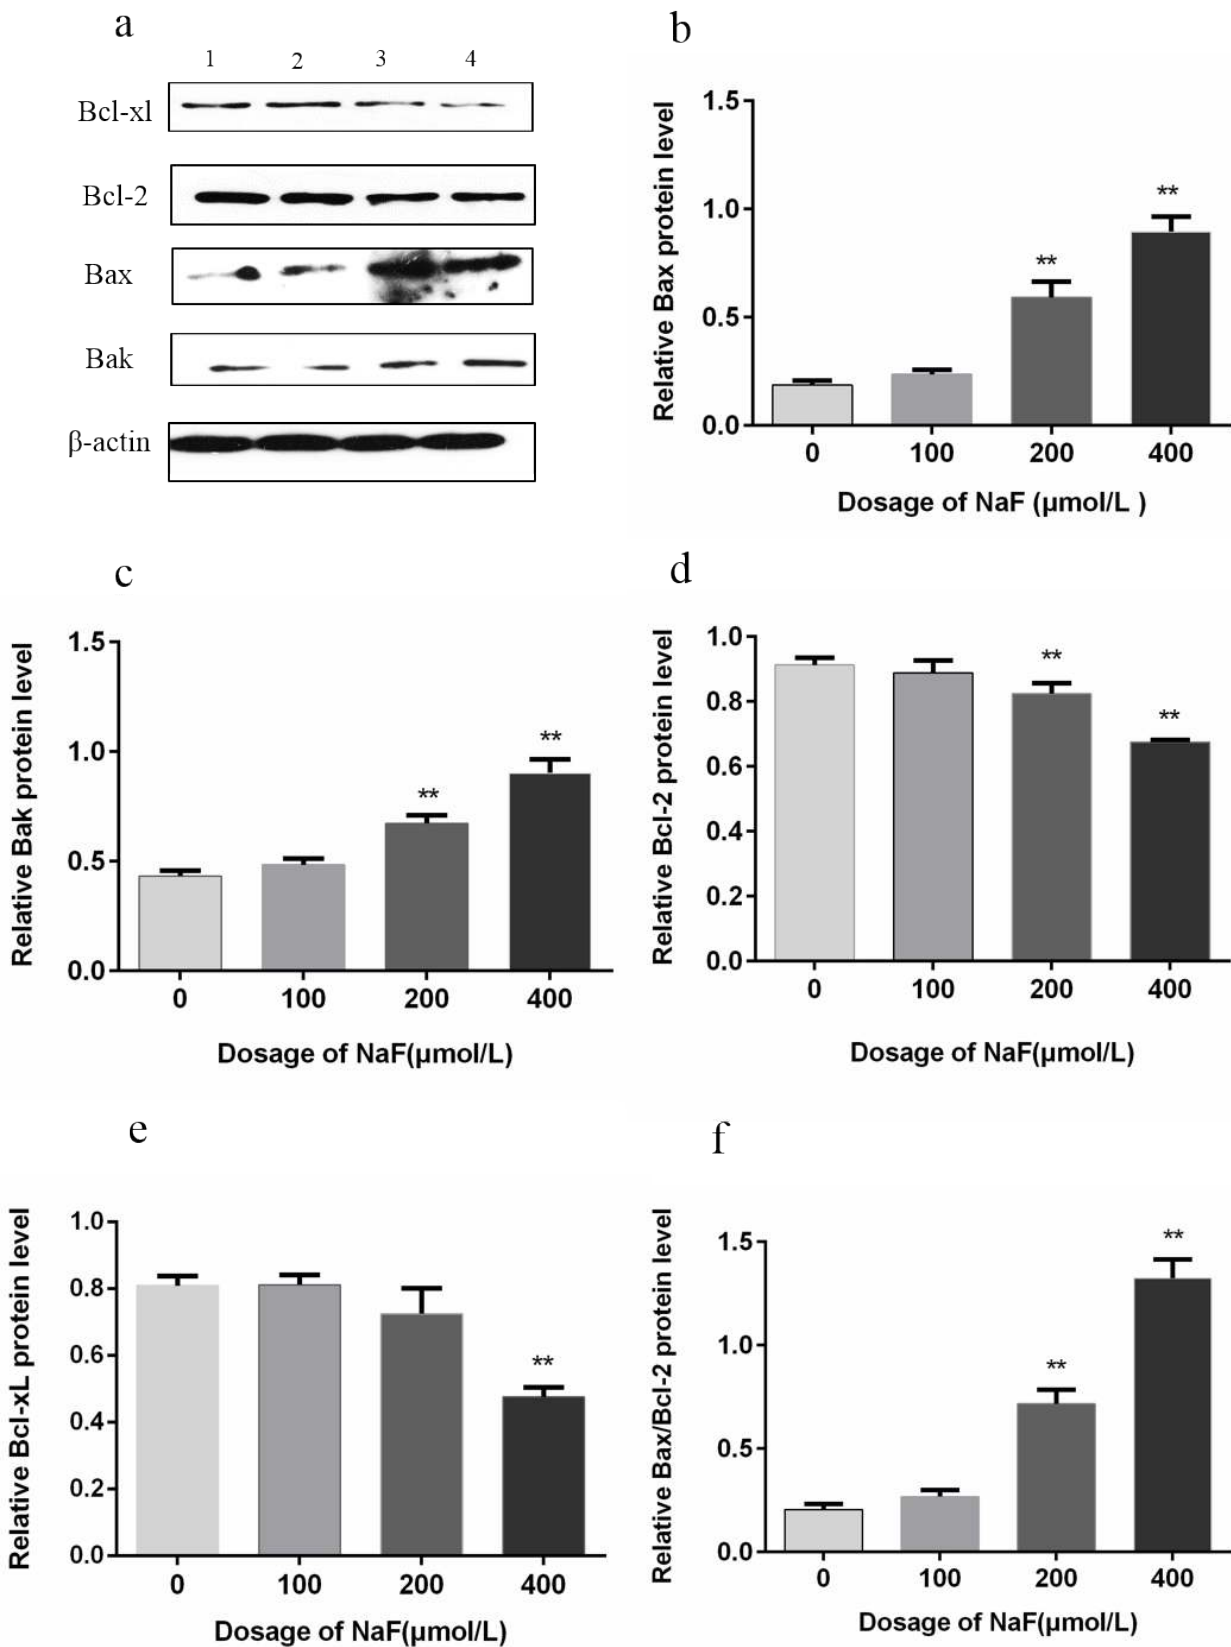 a
1 2 3 4
Bcl-xl
Bcl-2
Bax
Bak
β-actin
b
Relative Bax protein level
1.5
1.0
0.5
0.0
**
**
0 100 200 400
Dosage of NaF (μmol/L )
c
Relative Bak protein level
1.5
1.0
0.5
0.0
**
**
0 100 200 400
Dosage of NaF(μmol/L)
d
Relative Bcl-2 protein level
1.0
0.8
0.6
0.4
0.2
0.0
**
**
0 100 200 400
Dosage of NaF(μmol/L)
e
Relative Bcl-xL protein level
1.0
0.8
0.6
0.4
0.2
0.0
**
0 100 200 400
Dosage of NaF(μmol/L)
f
Relative Bax/Bcl-2 protein level
1.5
1.0
0.5
0.0
**
**
0 100 200 400
Dosage of NaF(μmol/L)